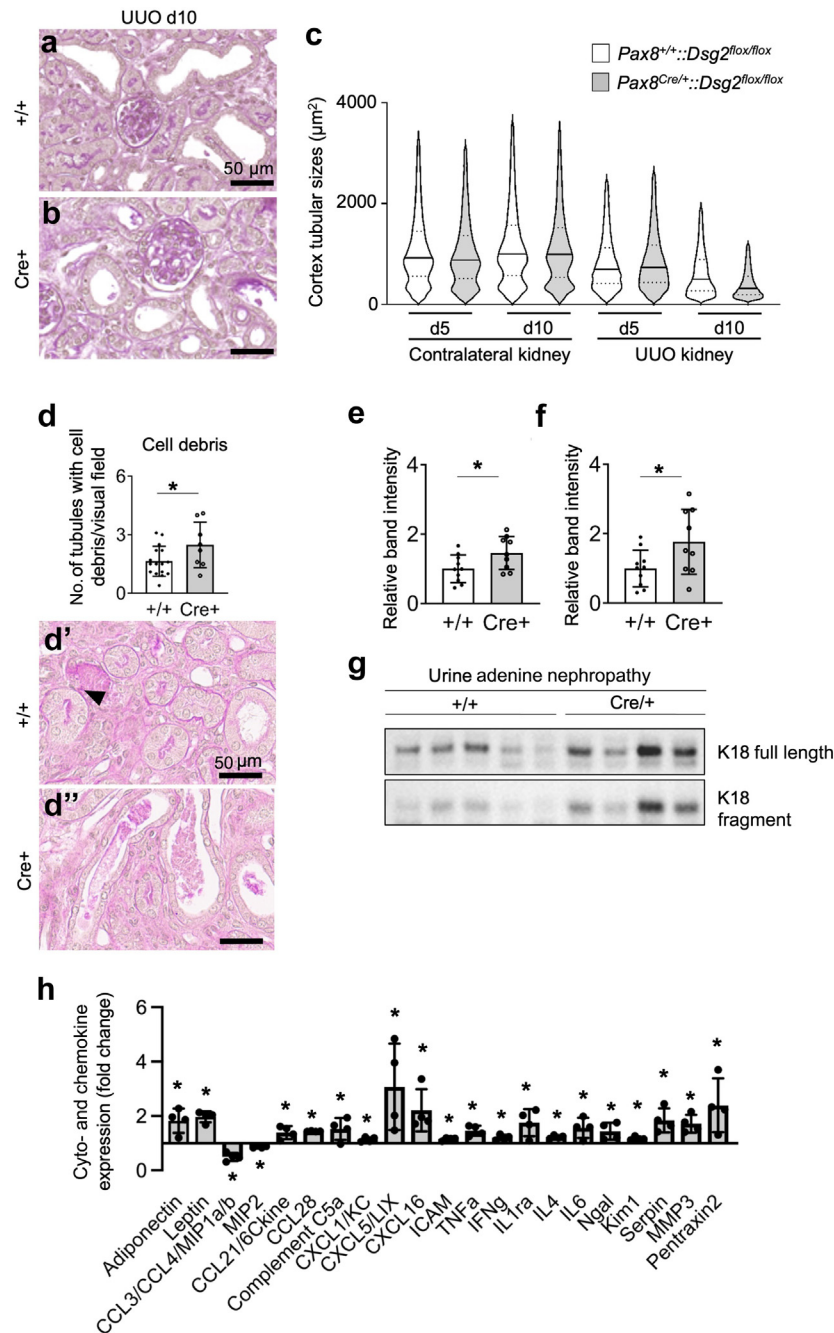 UUO d10
a
+/+
50 µm
b
Cre+
c
Pax8+/+::Dsg2flox/flox
Pax8Cre/+::Dsg2flox/flox
Cortex tubular sizes (µm²)
4000
2000
0
d5
d10
d5
d10
Contralateral kidney
UUO kidney
d
Cell debris
No. of tubules with cell
debris/visual field
6
3
0
*
+/+
Cre+
d'
+/+
50 µm
d''
Cre+
e
Relative band intensity
4
2
0
*
+/+
Cre+
f
Relative band intensity
4
2
0
*
+/+
Cre+
g
Urine adenine nephropathy
+/+
Cre/+
K18 full length
K18
fragment
h
Cyto- and chemokine
expression (fold change)
6
4
2
0
* * * * * * * * * * * * * * * * * * * * *
Adiponectin
Leptin
CCL3/CCL4/MIP1a/b
MIP2
CCL21/6Ckine
CCL28
Complement C5a
CXCL1/KC
CXCL5/LIX
CXCL16
ICAM
TNFa
IFNg
IL1ra
IL4
IL6
Ngal
Kim1
Serpin
MMP3
Pentraxin2